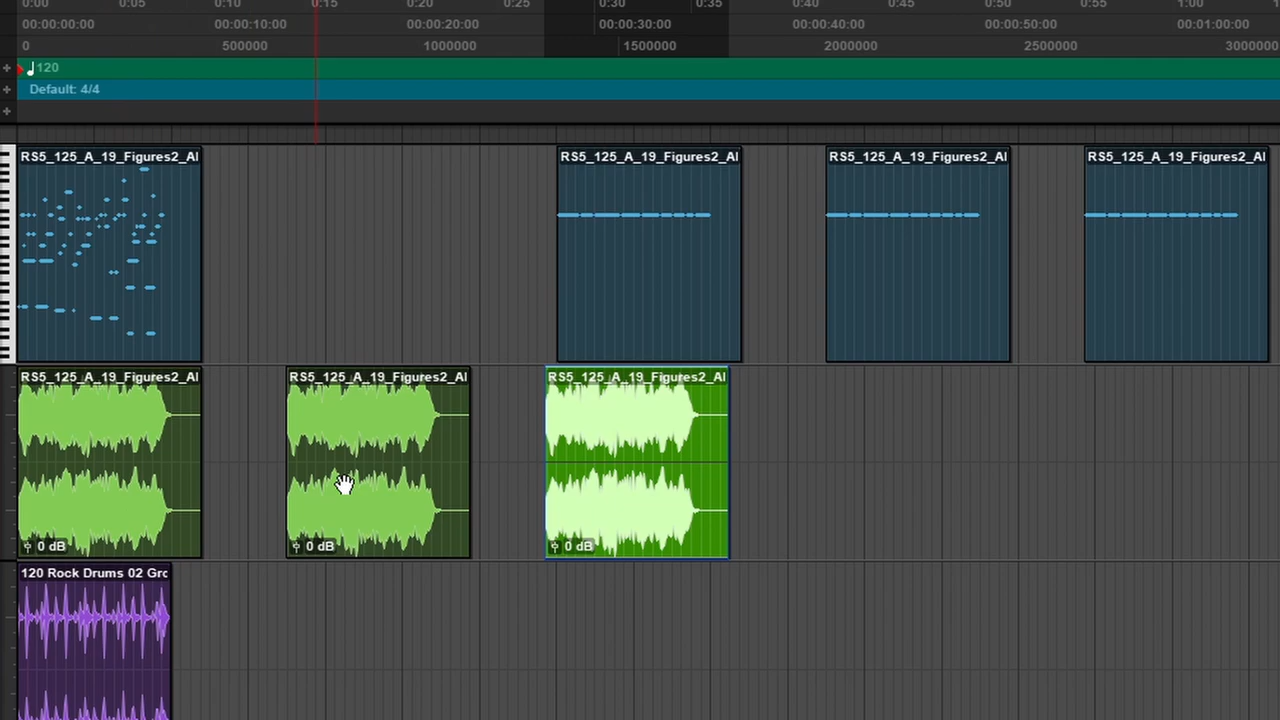 0:00 0:05 0:10 0:15 0:20 0:25 0:30 0:35 0:40 0:45 0:50 0:55 1:00
00:00:00:00 00:00:10:00 00:00:20:00 00:00:30:00 00:00:40:00 00:00:50:00 00:01:00:00
0 500000 1000000 1500000 2000000 2500000 3000000
120
Default: 4/4
RS5_125_A_19_Figures2_Al RS5_125_A_19_Figures2_Al RS5_125_A_19_Figures2_Al RS5_125_A_19_Figures2_Al
RS5_125_A_19_Figures2_Al RS5_125_A_19_Figures2_Al RS5_125_A_19_Figures2_Al
0 dB 0 dB 0 dB
120 Rock Drums 02 Grc